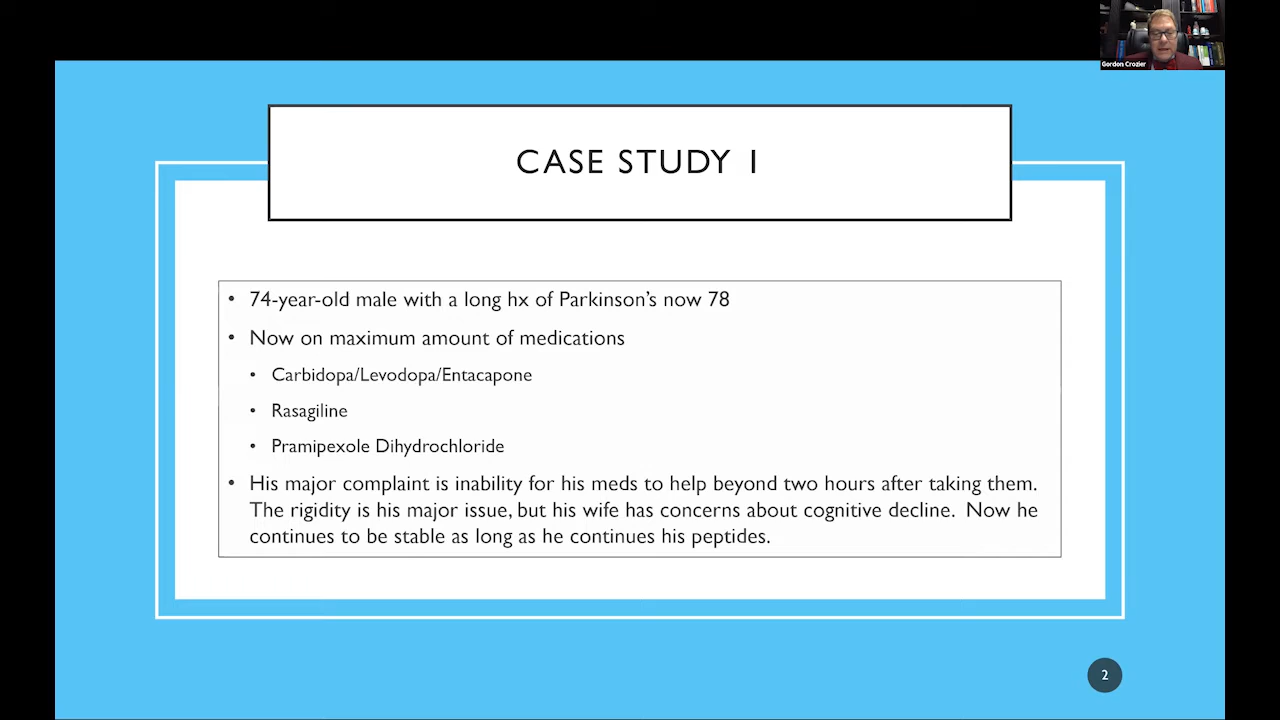 Gordon Crozier
CASE STUDY 1
• 74-year-old male with a long hx of Parkinson's now 78
• Now on maximum amount of medications
• Carbidopa/Levodopa/Entacapone
• Rasagiline
• Pramipexole Dihydrochloride
• His major complaint is inability for his meds to help beyond two hours after taking them.
The rigidity is his major issue, but his wife has concerns about cognitive decline. Now he
continues to be stable as long as he continues his peptides.
2